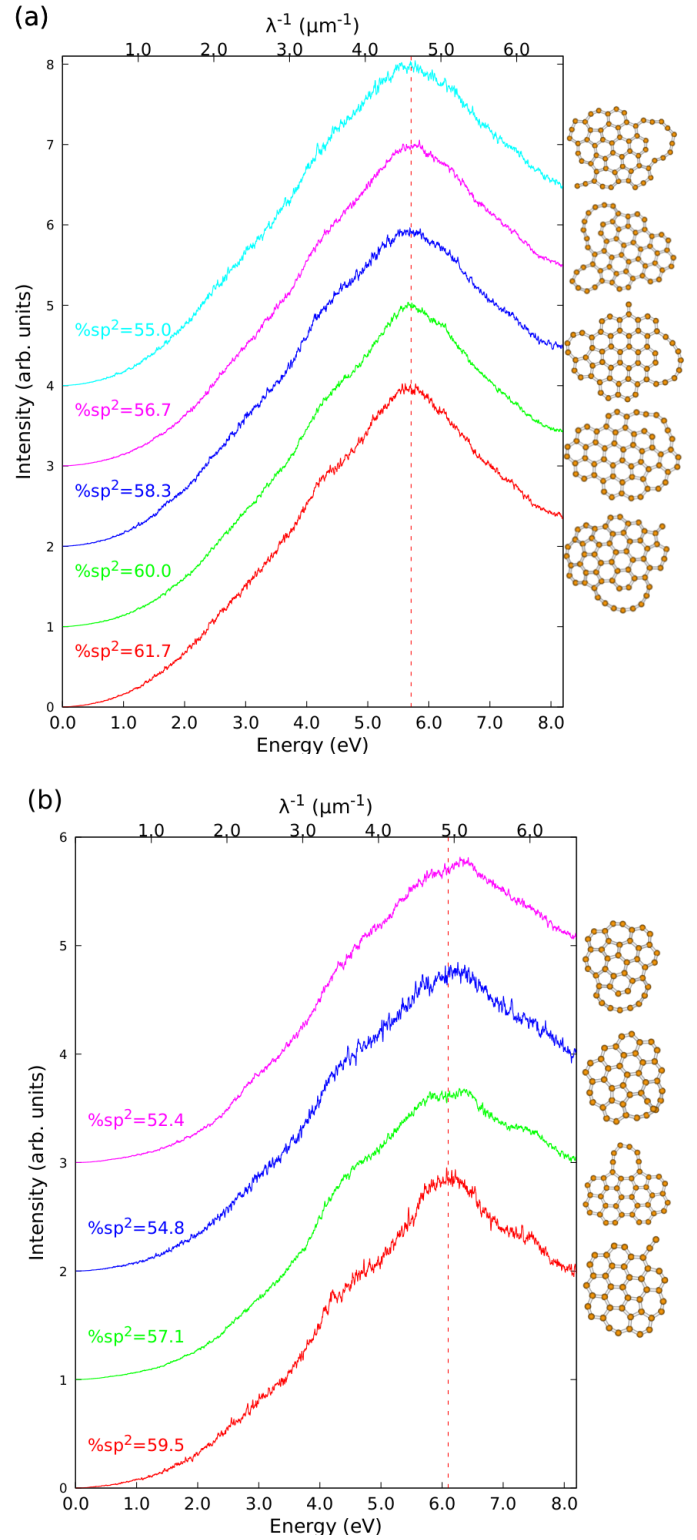 (a)
λ⁻¹ (μm⁻¹)
1.0 2.0 3.0 4.0 5.0 6.0
8
7
6
5
4
3
2
1
0
%sp²=55.0
%sp²=56.7
%sp²=58.3
%sp²=60.0
%sp²=61.7
Intensity (arb. units)
0.0 1.0 2.0 3.0 4.0 5.0 6.0 7.0 8.0
Energy (eV)
(b)
λ⁻¹ (μm⁻¹)
1.0 2.0 3.0 4.0 5.0 6.0
6
5
4
3
2
1
0
%sp²=52.4
%sp²=54.8
%sp²=57.1
%sp²=59.5
Intensity (arb. units)
0.0 1.0 2.0 3.0 4.0 5.0 6.0 7.0 8.0
Energy (eV)